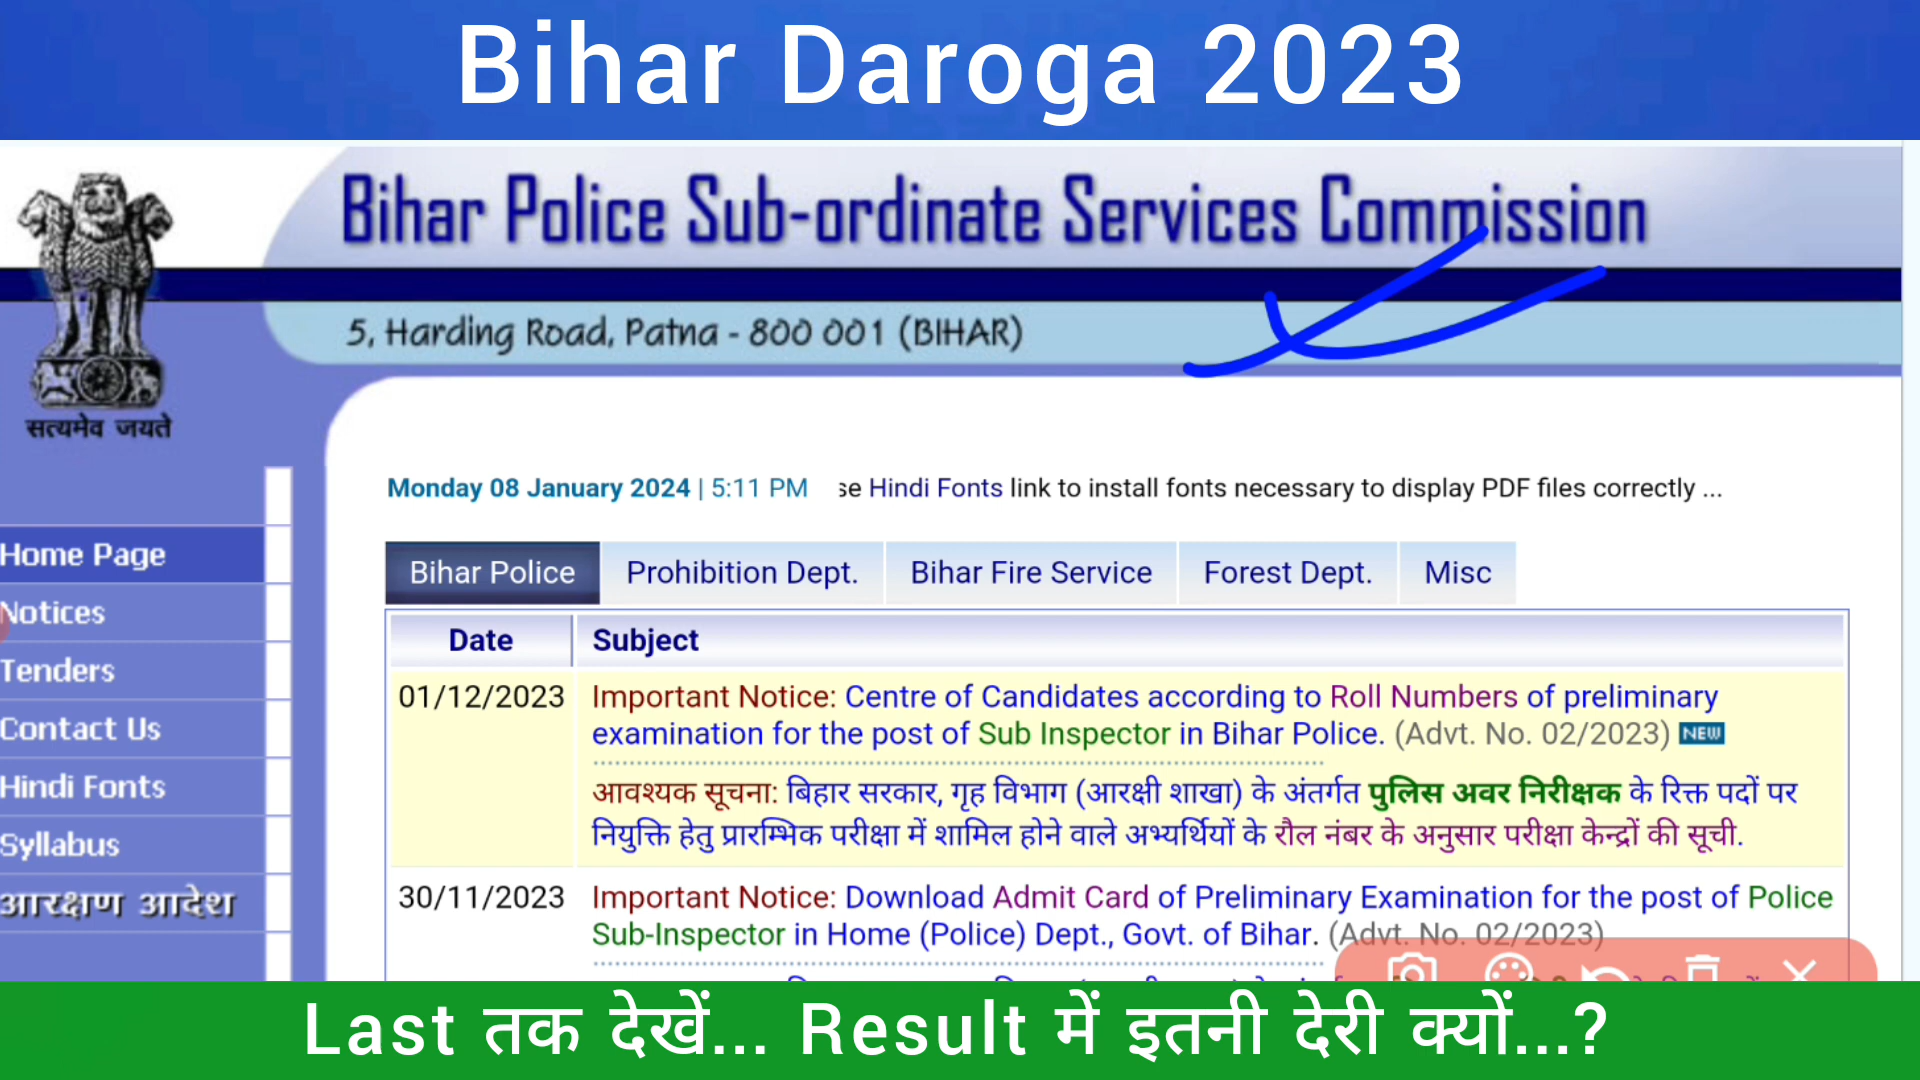 Bihar Daroga 2023
Bihar Police Sub-ordinate Services Commission
5, Harding Road, Patna - 800 001 (BIHAR)
सत्यमेव जयते
Monday 08 January 2024 | 5:11 PM se Hindi Fonts link to install fonts necessary to display PDF files correctly ...
Home Page
Notices
Tenders
Contact Us
Hindi Fonts
Syllabus
आरक्षण आदेश
Bihar Police Prohibition Dept. Bihar Fire Service Forest Dept. Misc
Date Subject
01/12/2023 Important Notice: Centre of Candidates according to Roll Numbers of preliminary
examination for the post of Sub Inspector in Bihar Police. (Advt. No. 02/2023) NEW
आवश्यक सूचना: बिहार सरकार, गृह विभाग (आरक्षी शाखा) के अंतर्गत पुलिस अवर निरीक्षक के रिक्त पदों पर
नियुक्ति हेतु प्रारम्भिक परीक्षा में शामिल होने वाले अभ्यर्थियों के रौल नंबर के अनुसार परीक्षा केन्द्रों की सूची.
30/11/2023 Important Notice: Download Admit Card of Preliminary Examination for the post of Police
Sub-Inspector in Home (Police) Dept., Govt. of Bihar. (Advt. No. 02/2023)
Last तक देखें... Result में इतनी देरी क्यों...?